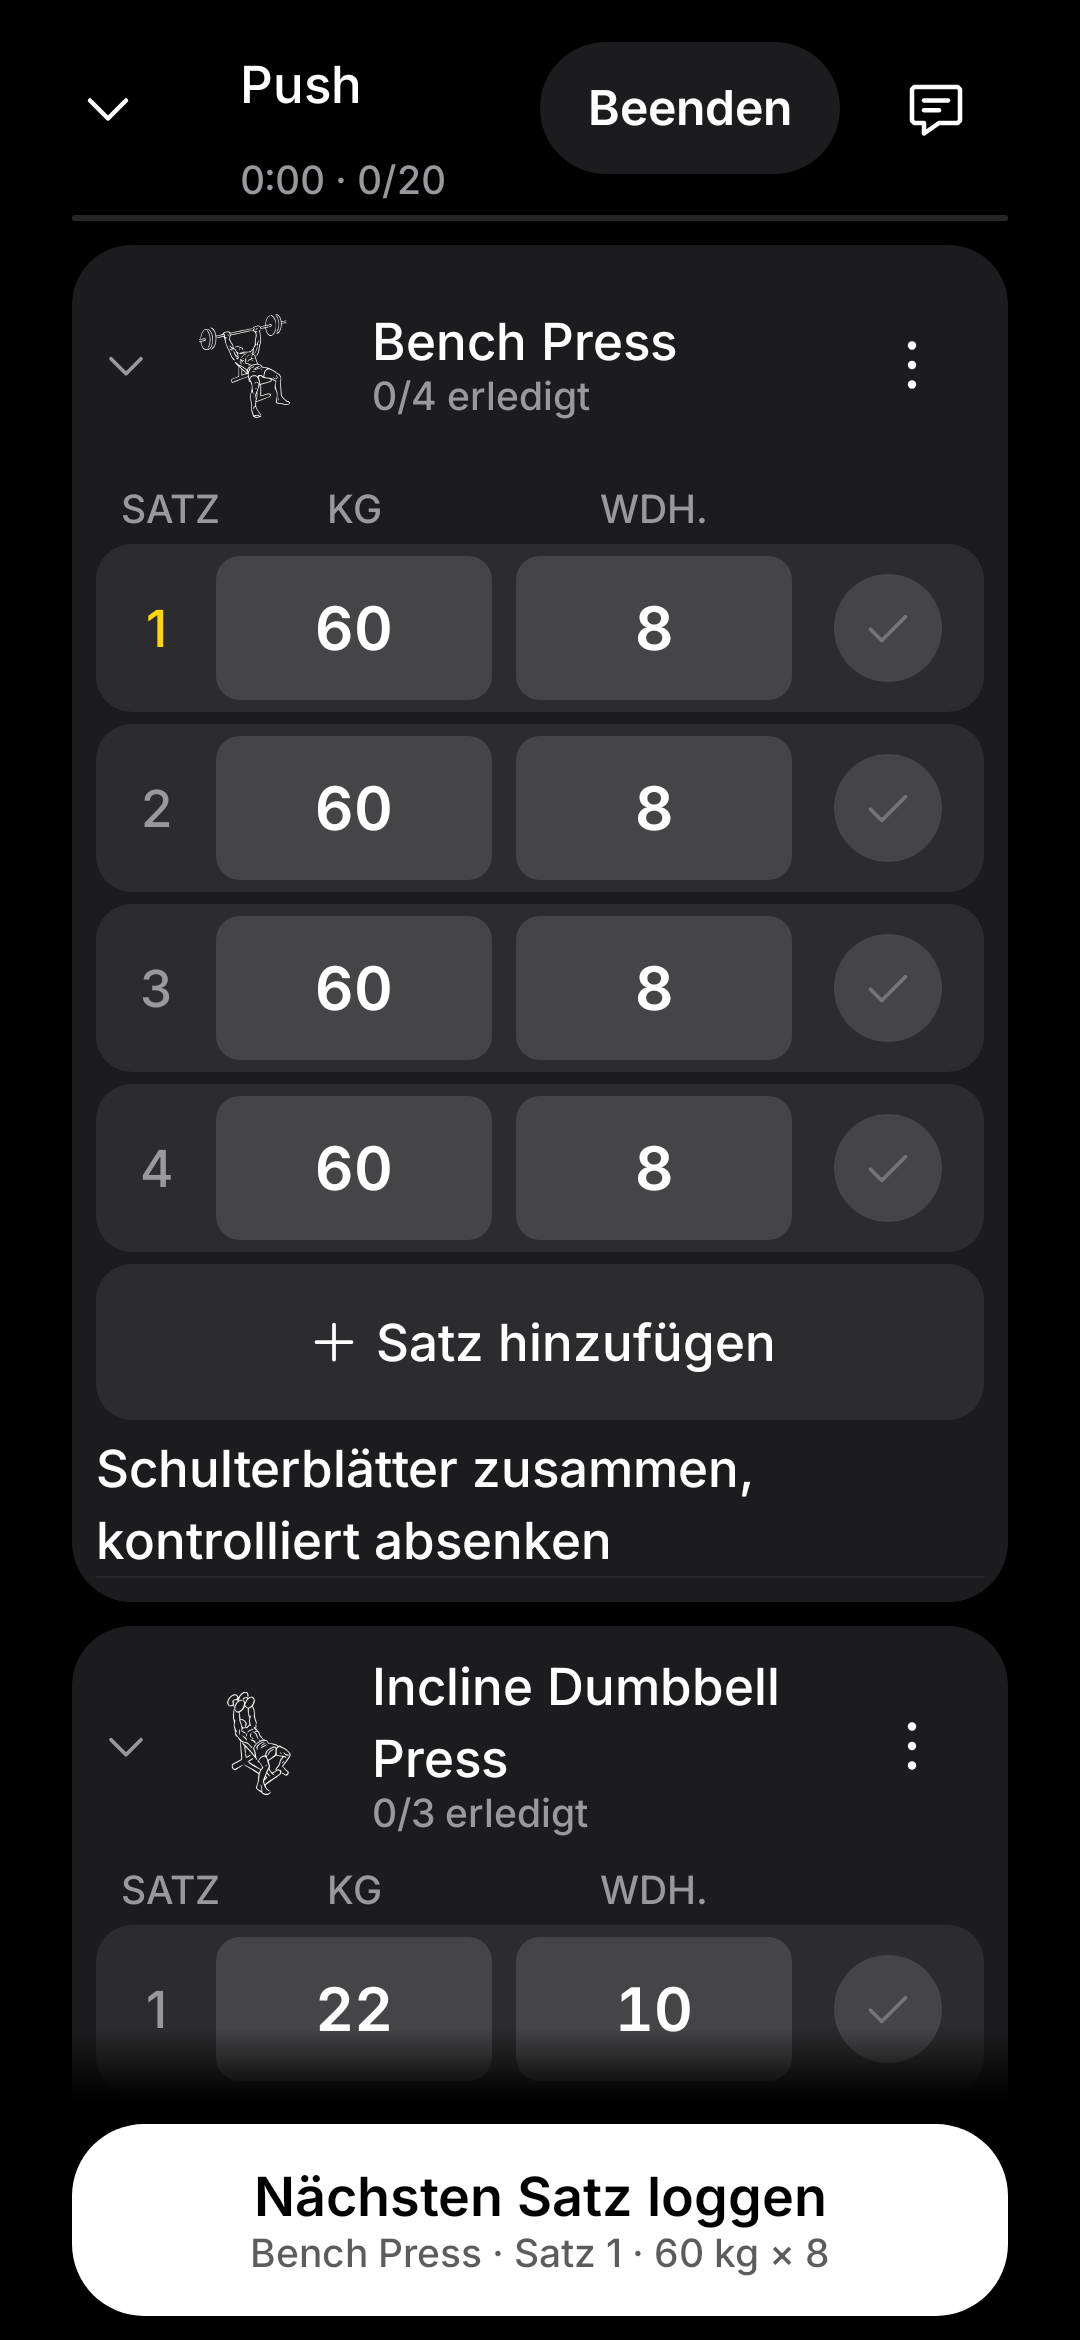 Push
Beenden
0:00 · 0/20
Bench Press
0/4 erledigt
SATZ KG WDH.
1 60 8
2 60 8
3 60 8
4 60 8
+ Satz hinzufügen
Schulterblätter zusammen,
kontrolliert absenken
Incline Dumbbell
Press
0/3 erledigt
SATZ KG WDH.
1 22 10
Nächsten Satz loggen
Bench Press · Satz 1 · 60 kg × 8